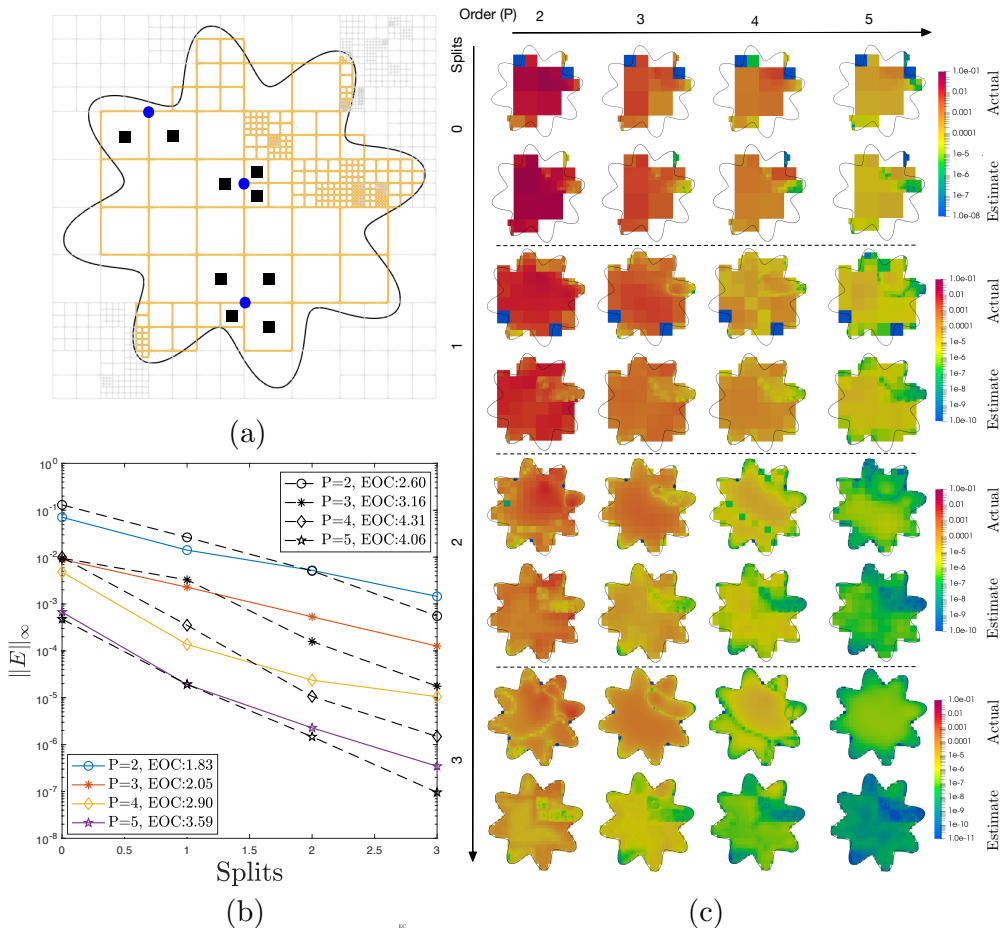 Order (P)
2
3
4
5
Splits
0
1
2
3
1.0e-01
0.01
0.0001
1e-5
1e-6
1e-7
1.0e-08
Actual
Estimate
1.0e-01
0.01
0.0001
1e-5
1e-6
1e-7
1e-8
1e-9
1.0e-10
Actual
Estimate
1.0e-01
0.01
0.0001
1e-5
1e-6
1e-7
1e-8
1e-9
1.0e-10
Actual
Estimate
1.0e-01
0.01
0.0001
1e-5
1e-6
1e-7
1e-8
1e-9
1e-10
1.0e-11
Actual
Estimate
(a)
10^0
10^-1
10^-2
10^-3
10^-4
10^-5
10^-6
10^-7
10^-8
||E||∞
P=2, EOC:2.60
P=3, EOC:3.16
P=4, EOC:4.31
P=5, EOC:4.06
P=2, EOC:1.83
P=3, EOC:2.05
P=4, EOC:2.90
P=5, EOC:3.59
0
0.5
1
1.5
2
2.5
3
Splits
(b)
(c)